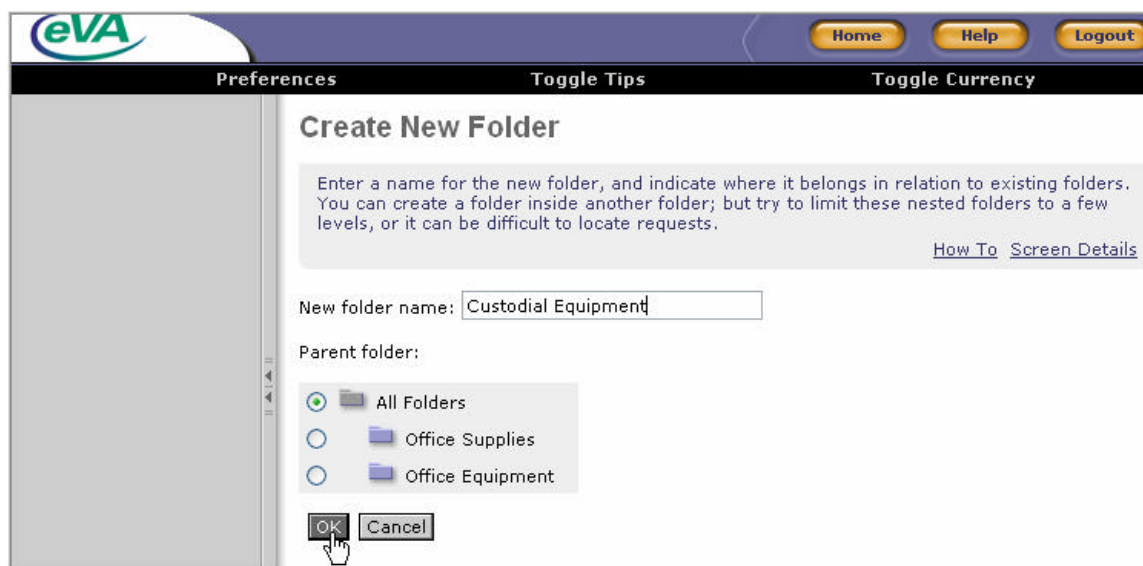 eVA
Home Help Logout
Preferences Toggle Tips Toggle Currency
Create New Folder
Enter a name for the new folder, and indicate where it belongs in relation to existing folders.
You can create a folder inside another folder; but try to limit these nested folders to a few
levels, or it can be difficult to locate requests.
How To Screen Details
New folder name: Custodial Equipment
Parent folder:
All Folders
Office Supplies
Office Equipment
OK Cancel